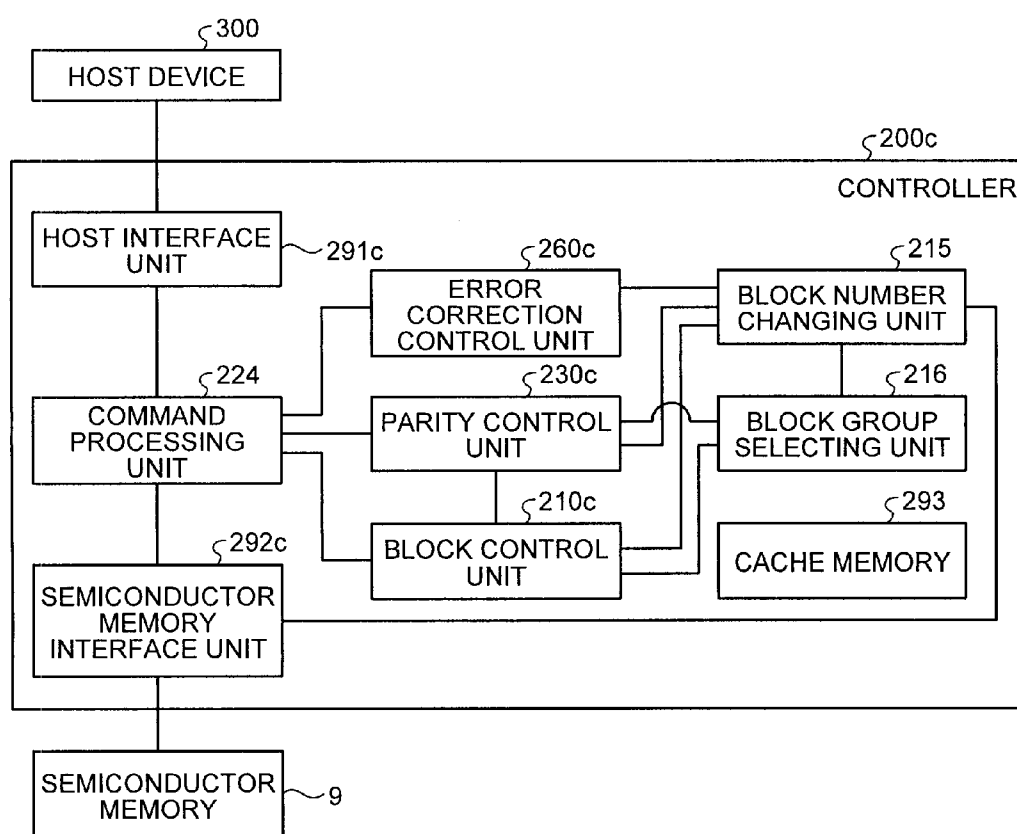 300
HOST DEVICE
200c
CONTROLLER
HOST INTERFACE
UNIT
291c
260c
ERROR
CORRECTION
CONTROL UNIT
215
BLOCK NUMBER
CHANGING UNIT
224
COMMAND
PROCESSING
UNIT
230c
PARITY CONTROL
UNIT
216
BLOCK GROUP
SELECTING UNIT
210c
BLOCK CONTROL
UNIT
293
CACHE MEMORY
292c
SEMICONDUCTOR
MEMORY
INTERFACE UNIT
SEMICONDUCTOR
MEMORY
9